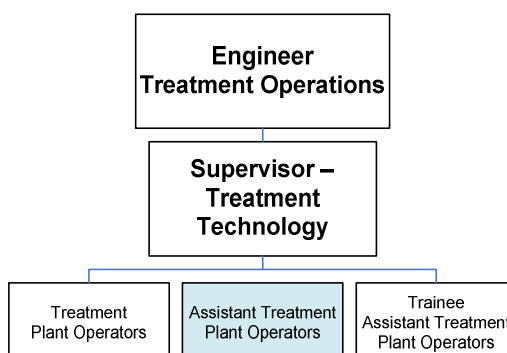 Engineer
Treatment Operations
Supervisor –
Treatment
Technology
Treatment
Plant Operators
Assistant Treatment
Plant Operators
Trainee
Assistant Treatment
Plant Operators